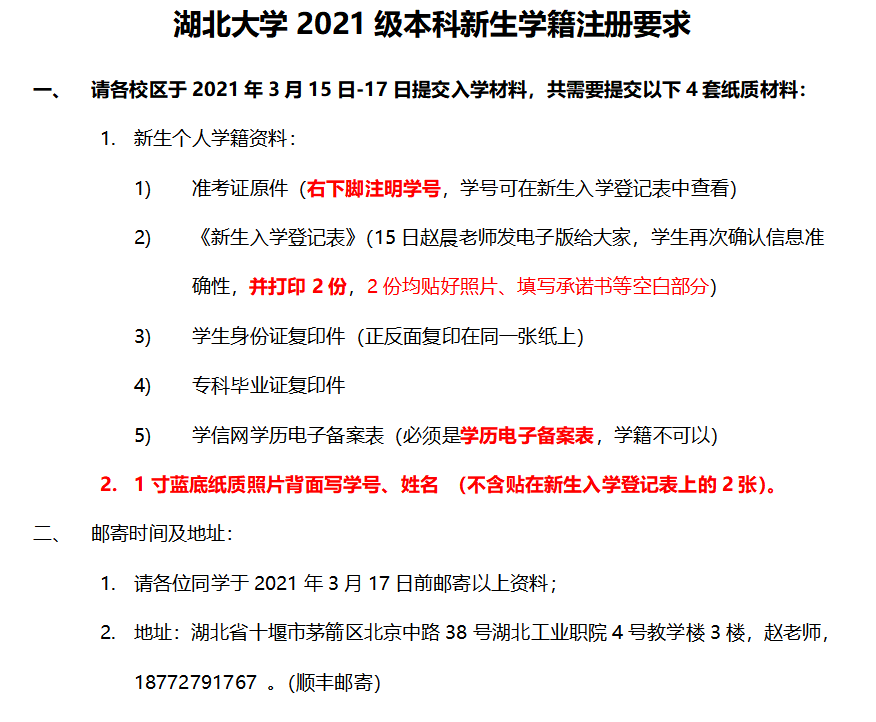 湖北大学 2021 级本科新生学籍注册要求
一、 请各校区于 2021 年 3 月 15 日-17 日提交入学材料，共需要提交以下 4 套纸质材料：
1. 新生个人学籍资料：
1) 准考证原件（右下脚注明学号，学号可在新生入学登记表中查看）
2) 《新生入学登记表》（15 日赵晨老师发电子版给大家，学生再次确认信息准
确性，并打印 2 份，2 份均贴好照片、填写承诺书等空白部分）
3) 学生身份证复印件（正反面复印在同一张纸上）
4) 专科毕业证复印件
5) 学信网学历电子备案表（必须是学历电子备案表，学籍不可以）
2. 1 寸蓝底纸质照片背面写学号、姓名 （不含贴在新生入学登记表上的 2 张）。
二、 邮寄时间及地址：
1. 请各位同学于 2021 年 3 月 17 日前邮寄以上资料；
2. 地址：湖北省十堰市茅箭区北京中路 38 号湖北工业职院 4 号教学楼 3 楼，赵老师，
18772791767 。（顺丰邮寄）